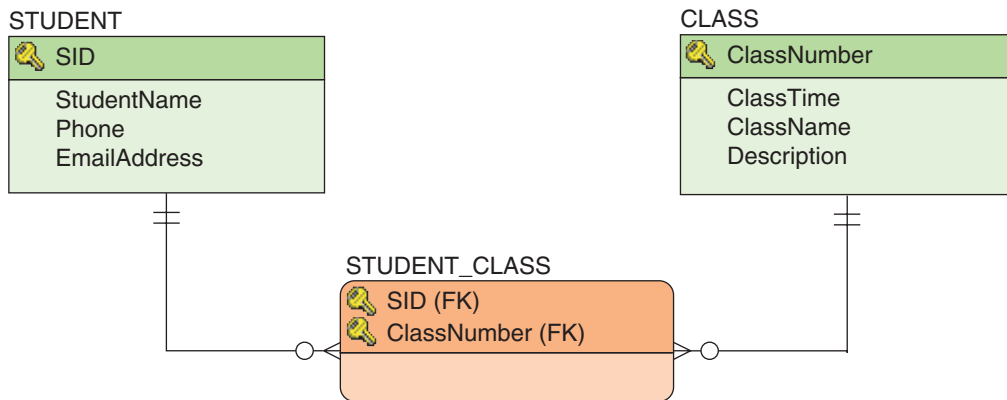 STUDENT
SID
StudentName
Phone
EmailAddress
CLASS
ClassNumber
ClassTime
ClassName
Description
STUDENT_CLASS
SID (FK)
ClassNumber (FK)